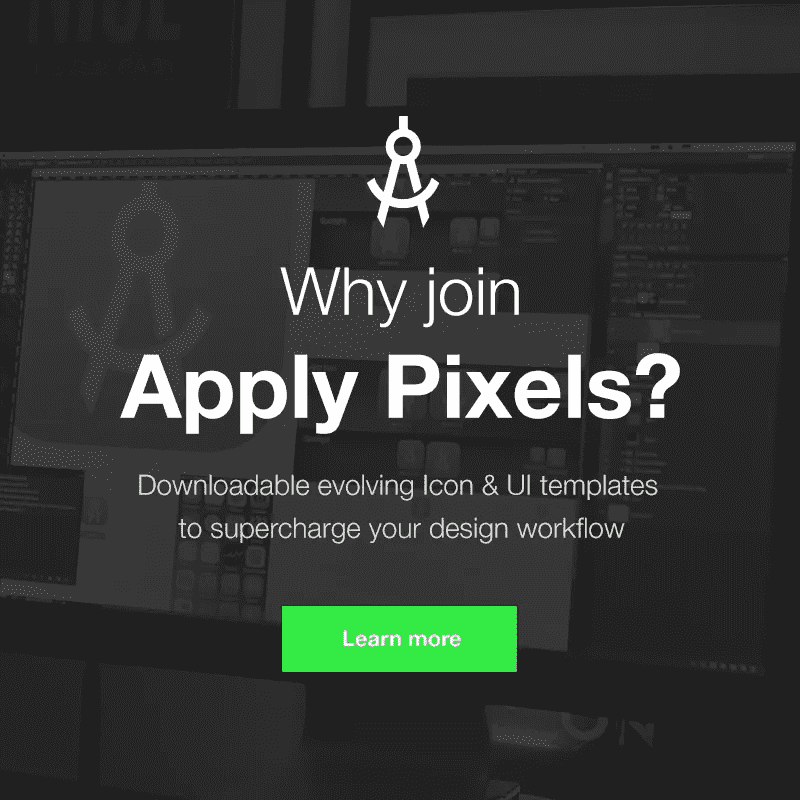 Why join
Apply Pixels?
Downloadable evolving Icon & UI templates
to supercharge your design workflow
Learn more